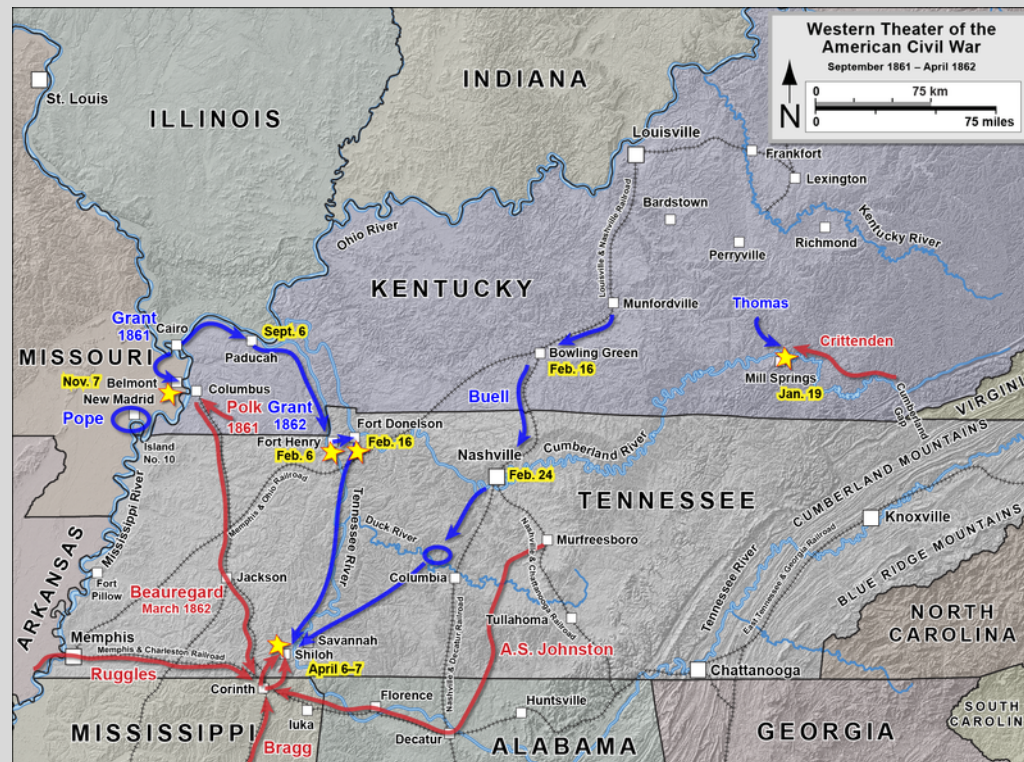 Western Theater of the
American Civil War
September 1861 – April 1862
0 75 km
N
0 75 miles
INDIANA
ILLINOIS
St. Louis
Louisville
Frankfort
Lexington
Bardstown
Louisville & Nashville Railroad
Ohio River
Kentucky River
Richmond
Perryville
KENTUCKY
Munfordville
Thomas
Grant
1861
Cairo
Sept. 6
Paducah
Crittenden
MISSOURI
Bowling Green
Feb. 16
Mill Springs
Jan. 19
Nov. 7
Belmont
Columbus
New Madrid
Pope
Polk
1861
Grant
1862
Buell
Cumberland
Gap
VIRGINIA
Island
No. 10
Fort Donelson
Fort Henry
Feb. 16
Feb. 6
Cumberland River
Nashville
Feb. 24
CUMBERLAND MOUNTAINS
Mississippi River
Memphis & Ohio Railroad
Tennessee River
TENNESSEE
Knoxville
Duck River
Nashville & Chattanooga Railroad
Murfreesboro
BLUE RIDGE MOUNTAINS
ARKANSAS
Fort
Pillow
Jackson
Columbia
Tennessee River
East Tennessee & Georgia Railroad
Beauregard
March 1862
Tullahoma
NORTH
CAROLINA
Memphis
Memphis & Charleston Railroad
Savannah
Shiloh
April 6–7
Nashville & Decatur Railroad
A.S. Johnston
Ruggles
Chattanooga
Corinth
Florence
Huntsville
Iuka
SOUTH
CAROLIN
MISSISSIPPI
Bragg
Decatur
ALABAMA
GEORGIA